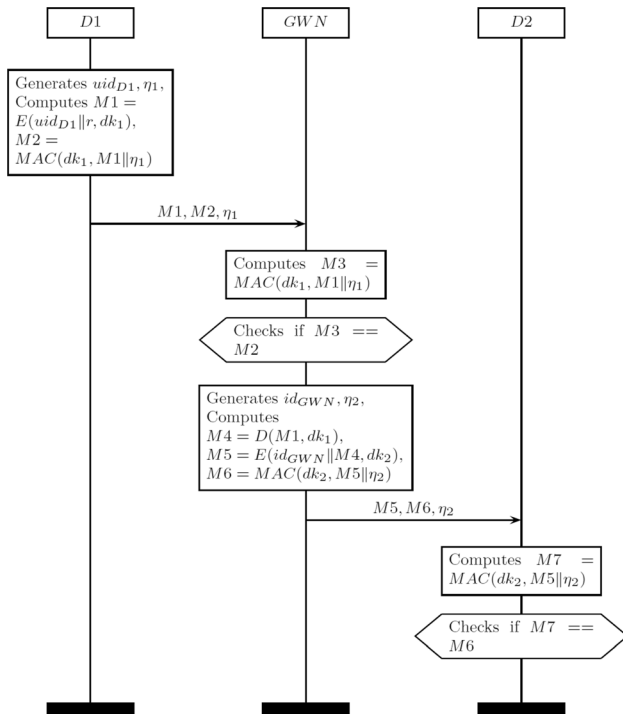 D1
GWN
D2
Generates uid_{D1}, η_1,
Computes M1 =
E(uid_{D1}‖r, dk_1),
M2 =
MAC(dk_1, M1‖η_1)
M1, M2, η_1
Computes M3 =
MAC(dk_1, M1‖η_1)
Checks if M3 ==
M2
Generates id_{GWN}, η_2,
Computes
M4 = D(M1, dk_1),
M5 = E(id_{GWN}‖M4, dk_2),
M6 = MAC(dk_2, M5‖η_2)
M5, M6, η_2
Computes M7 =
MAC(dk_2, M5‖η_2)
Checks if M7 ==
M6